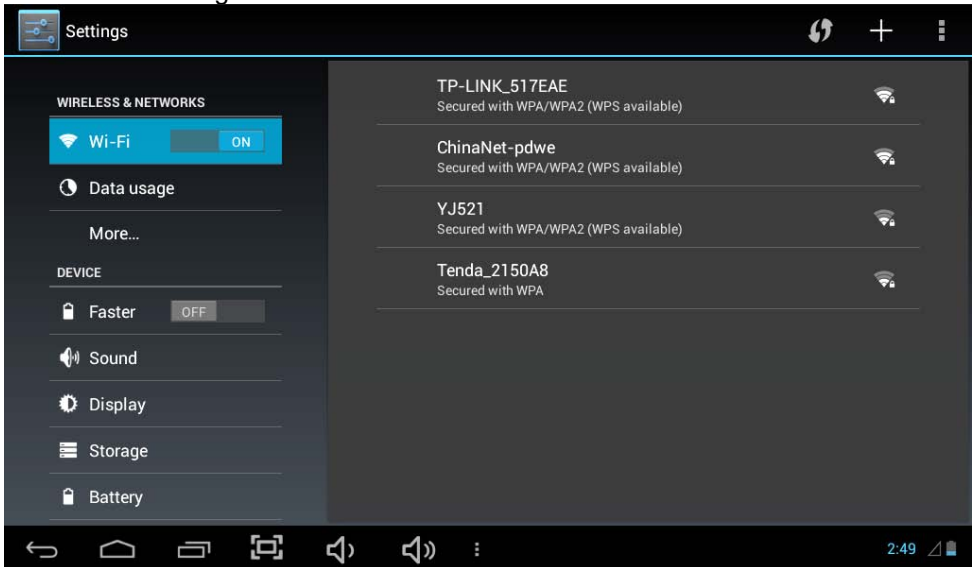 Settings
WIRELESS & NETWORKS
Wi-Fi ON
Data usage
More...
DEVICE
Faster OFF
Sound
Display
Storage
Battery
TP-LINK_517EAE
Secured with WPA/WPA2 (WPS available)
ChinaNet-pdwe
Secured with WPA/WPA2 (WPS available)
YJ521
Secured with WPA/WPA2 (WPS available)
Tenda_2150A8
Secured with WPA
2:49